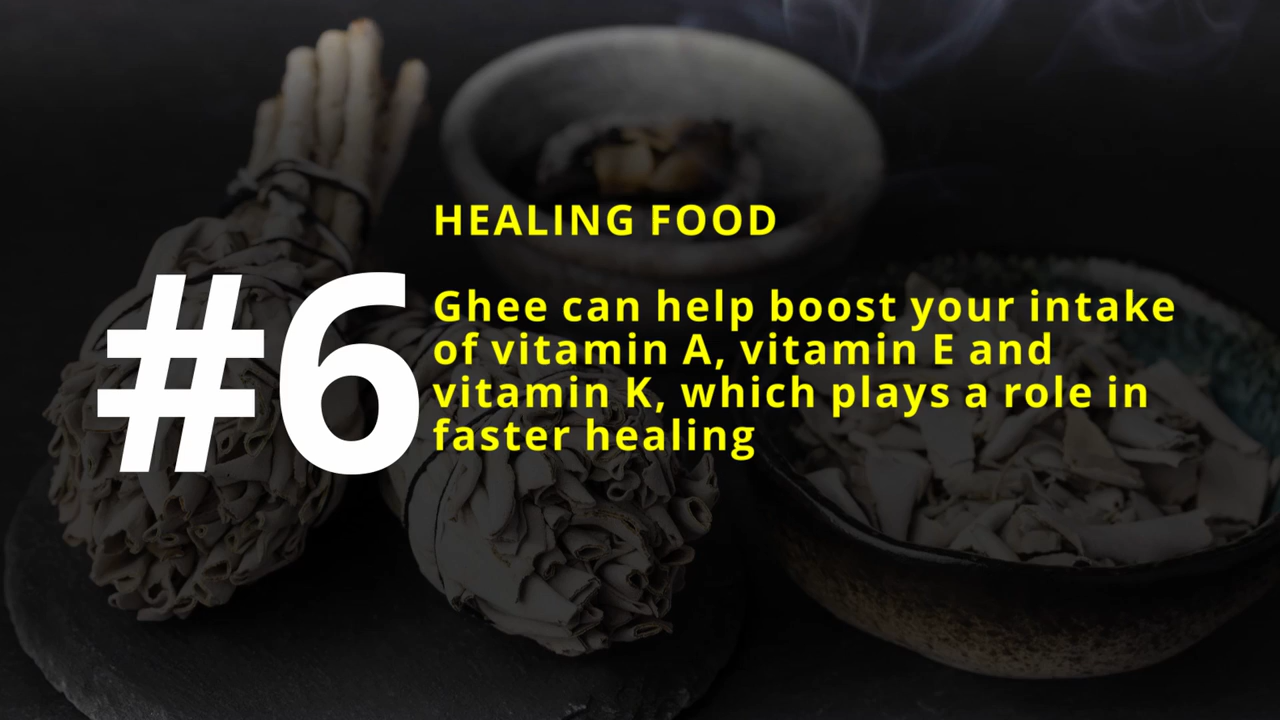 HEALING FOOD
#6
Ghee can help boost your intake
of vitamin A, vitamin E and
vitamin K, which plays a role in
faster healing